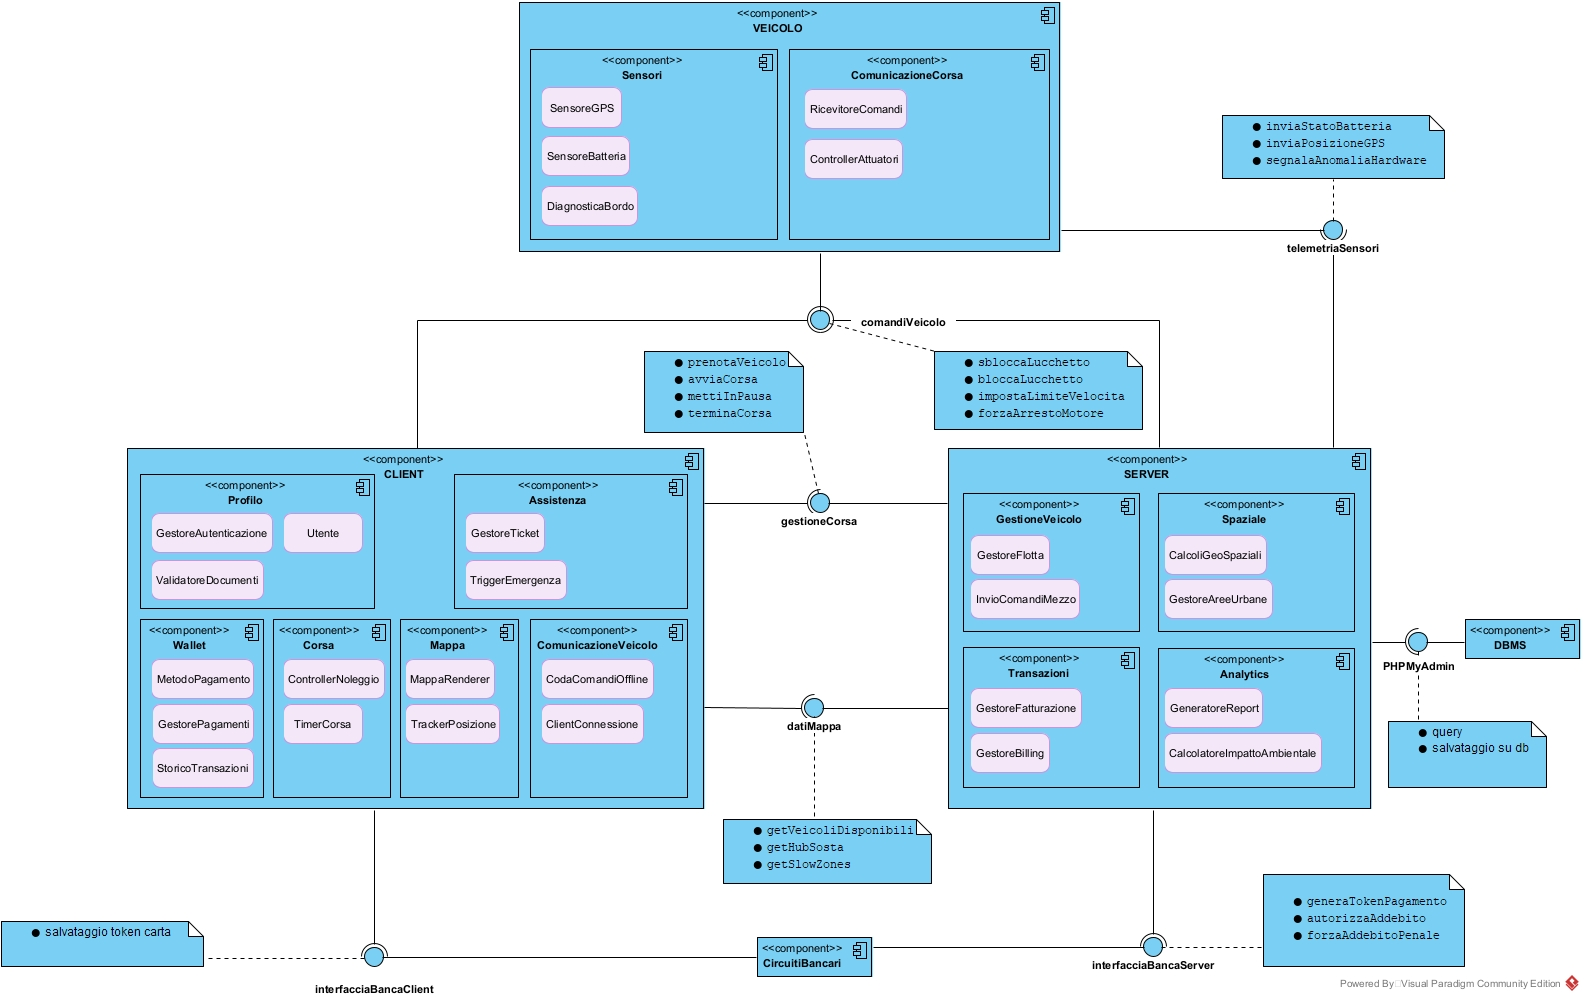 <<component>>
VEICOLO
<<component>>
Sensori
SensoreGPS
SensoreBatteria
DiagnosticaBordo
<<component>>
ComunicazioneCorsa
RicevitoreComandi
ControllerAttuatori
inviaStatoBatteria
inviaPosizioneGPS
segnalaAnomaliaHardware
telemetriaSensori
comandiVeicolo
prenotaVeicolo
avviaCorsa
mettiInPausa
terminaCorsa
sbloccaLucchetto
bloccaLucchetto
impostaLimiteVelocita
forzaArrestoMotore
<<component>>
CLIENT
<<component>>
Profilo
GestoreAutenticazione
Utente
ValidatoreDocumenti
<<component>>
Assistenza
GestoreTicket
TriggerEmergenza
<<component>>
Wallet
MetodoPagamento
GestorePagamenti
StoricoTransazioni
<<component>>
Corsa
ControllerNoleggio
TimerCorsa
<<component>>
Mappa
MappaRenderer
TrackerPosizione
<<component>>
ComunicazioneVeicolo
CodaComandiOffline
ClientConnessione
gestioneCorsa
datiMappa
<<component>>
SERVER
<<component>>
GestioneVeicolo
GestoreFlotta
InvioComandiMezzo
<<component>>
Spaziale
CalcoliGeoSpaziali
GestoreAreeUrbane
<<component>>
Transazioni
GestoreFatturazione
GestoreBilling
<<component>>
Analytics
GeneratoreReport
CalcolatoreImpattoAmbientale
<<component>>
DBMS
PHPMyAdmin
query
salvataggio su db
getVeicoliDisponibili
getHubSosta
getSlowZones
generaTokenPagamento
autorizzaAddebito
forzaAddebitoPenale
salvataggio token carta
<<component>>
CircuitiBancari
interfacciaBancaServer
interfacciaBancaClient
Powered By Visual Paradigm Community Edition